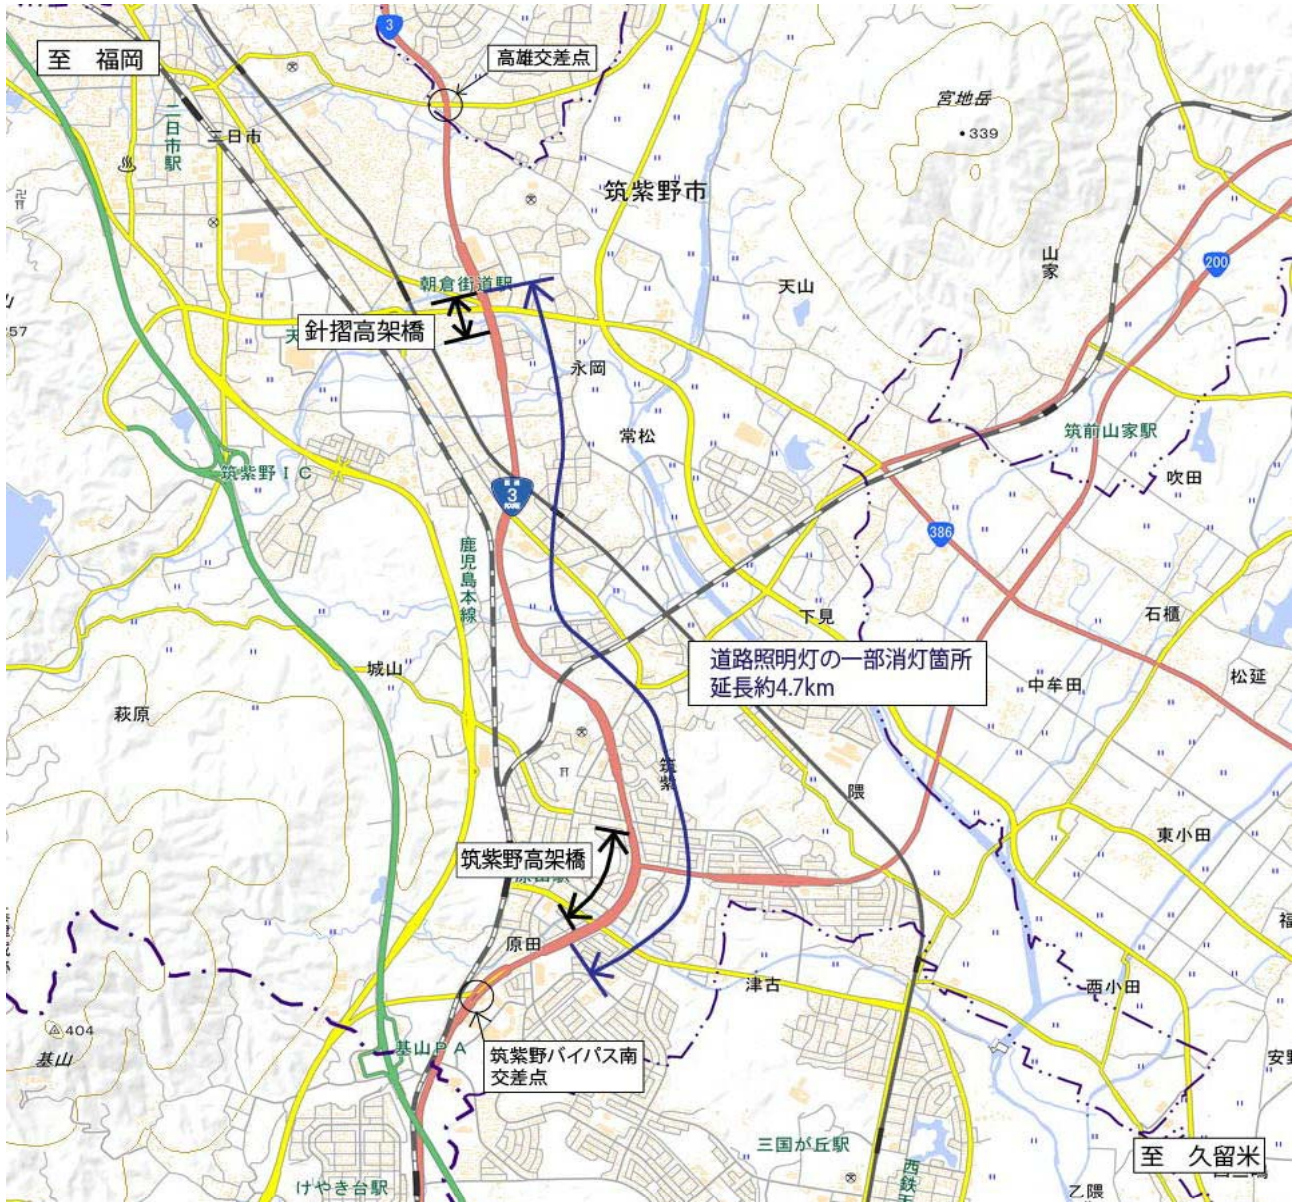 3
高雄交差点
至 福岡
宮地岳
339
二日市駅
二日市
筑紫野市
山家
200
朝倉街道駅
天山
針摺高架橋
永岡
常松
筑前山家駅
筑紫野IC
吹田
3
ROUTE
386
鹿児島本線
下見
石櫃
道路照明灯の一部消灯箇所
延長約4.7km
城山
中牟田
松延
萩原
筑紫
隈
東小田
筑紫野高架橋
原田
津古
西小田
404
基山
基山PA
筑紫野バイパス南
交差点
三国が丘駅
至 久留米
けやき台駅
乙隈